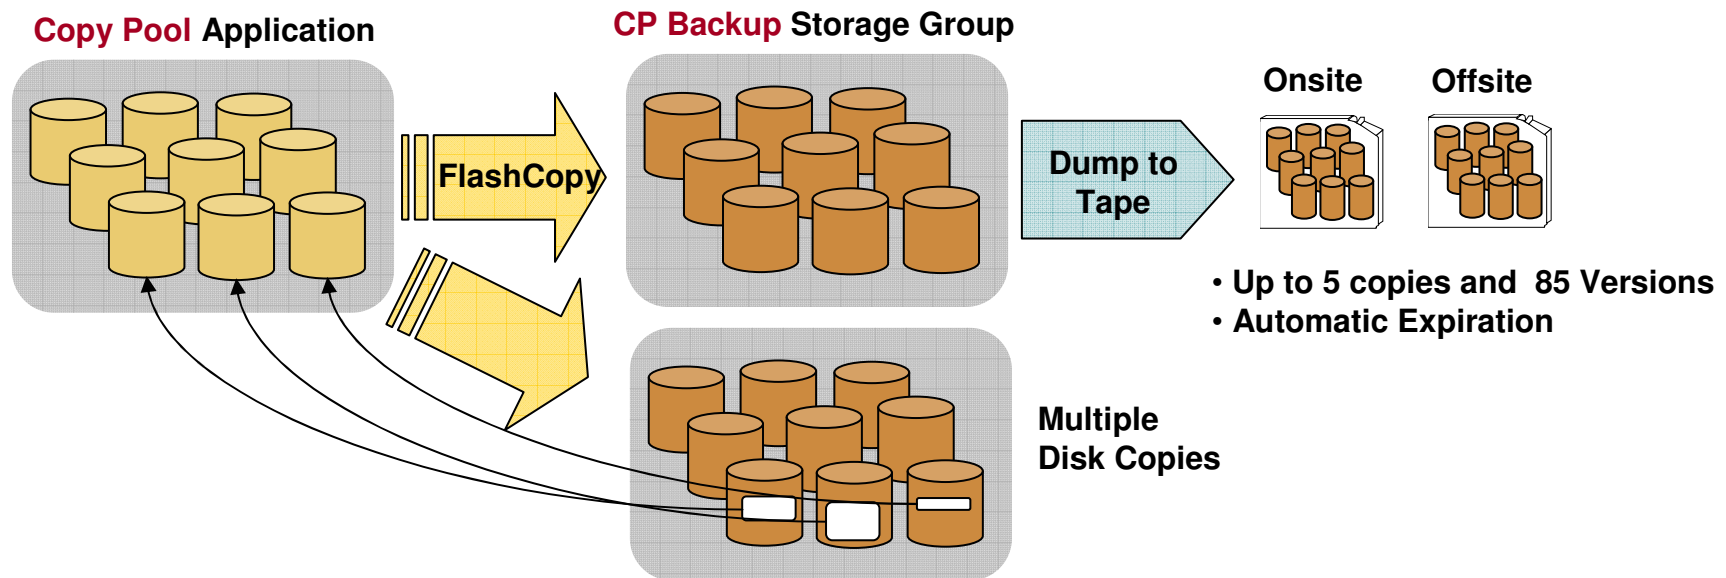 Copy Pool Application
CP Backup Storage Group
FlashCopy
Dump to
Tape
Onsite
Offsite
• Up to 5 copies and 85 Versions
• Automatic Expiration
Multiple
Disk Copies